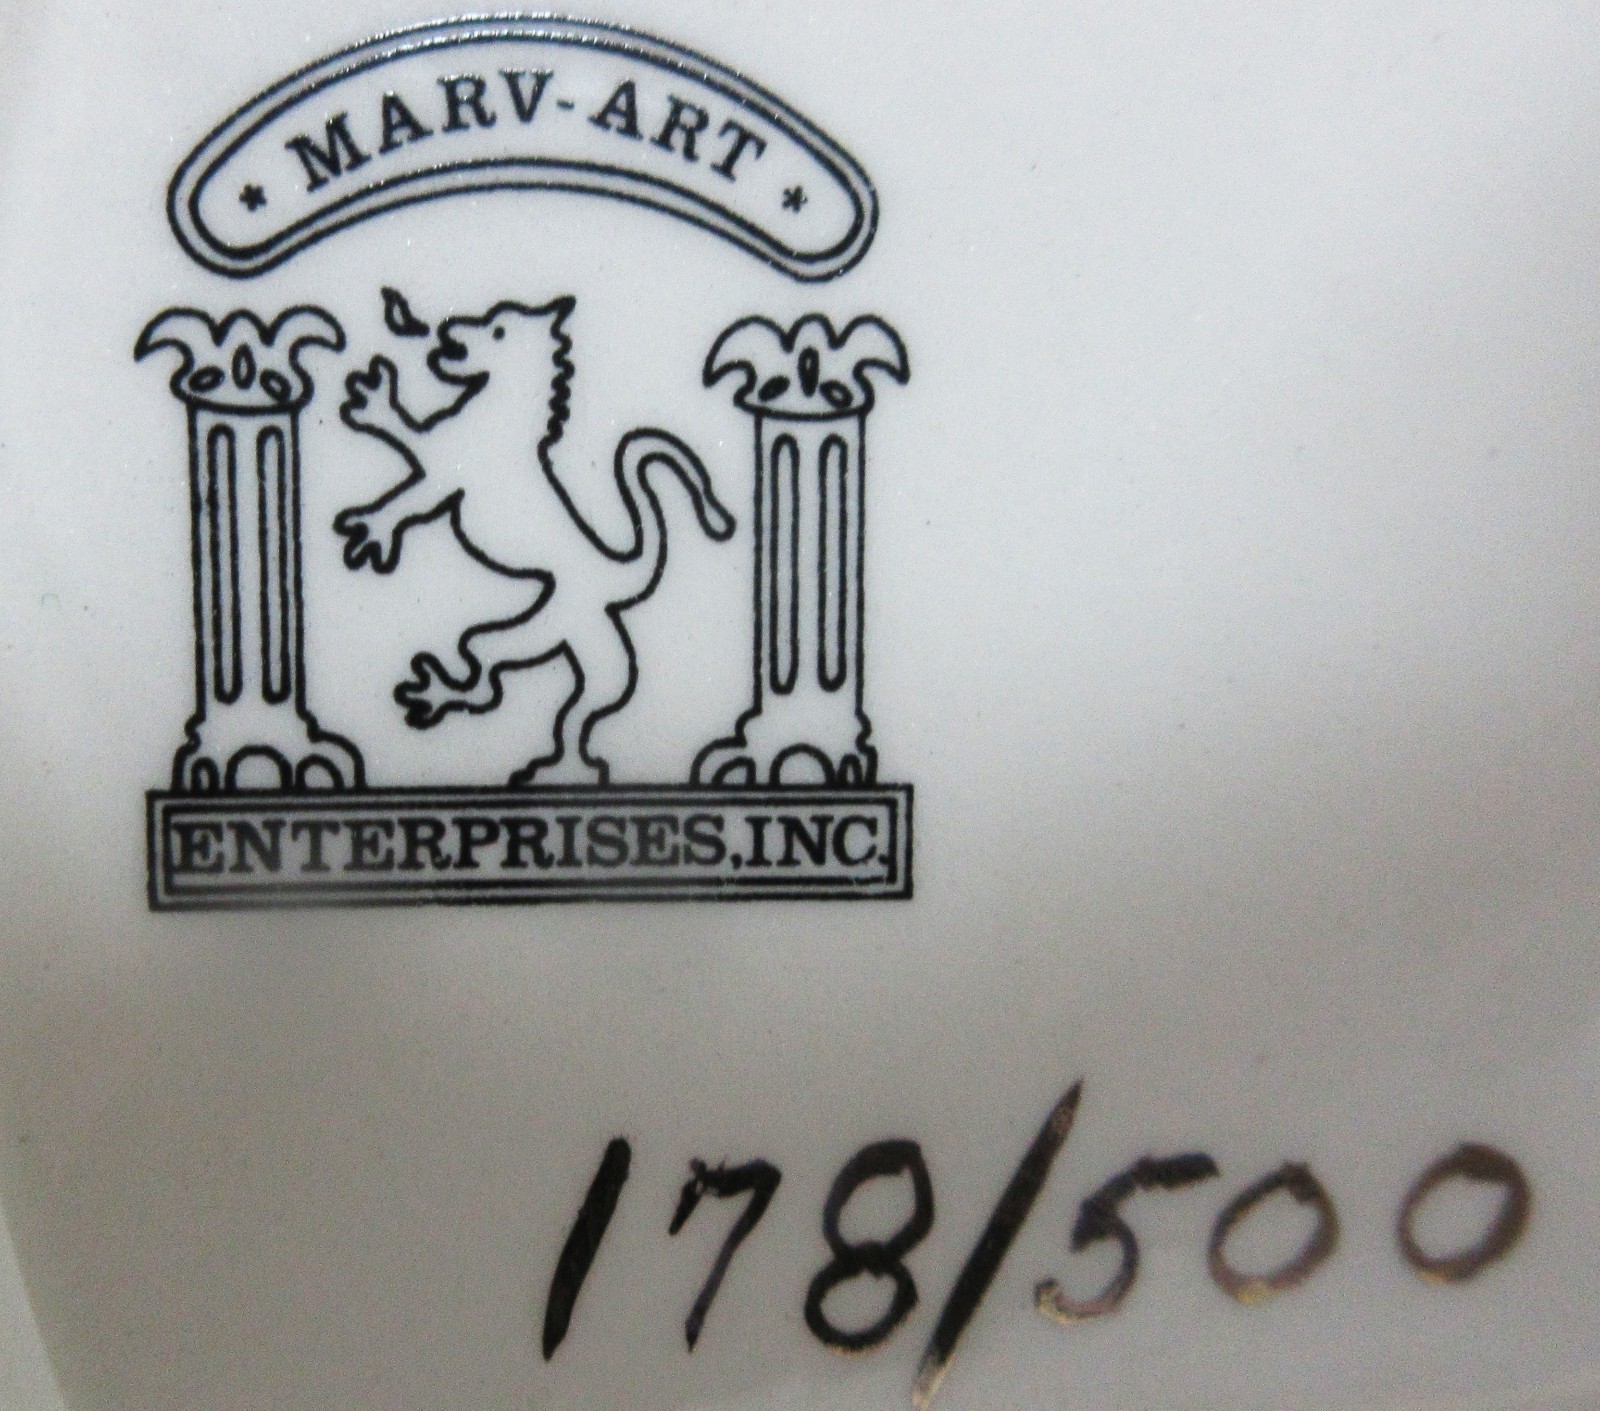 * MARV-ART *
ENTERPRISES,INC.
178/500